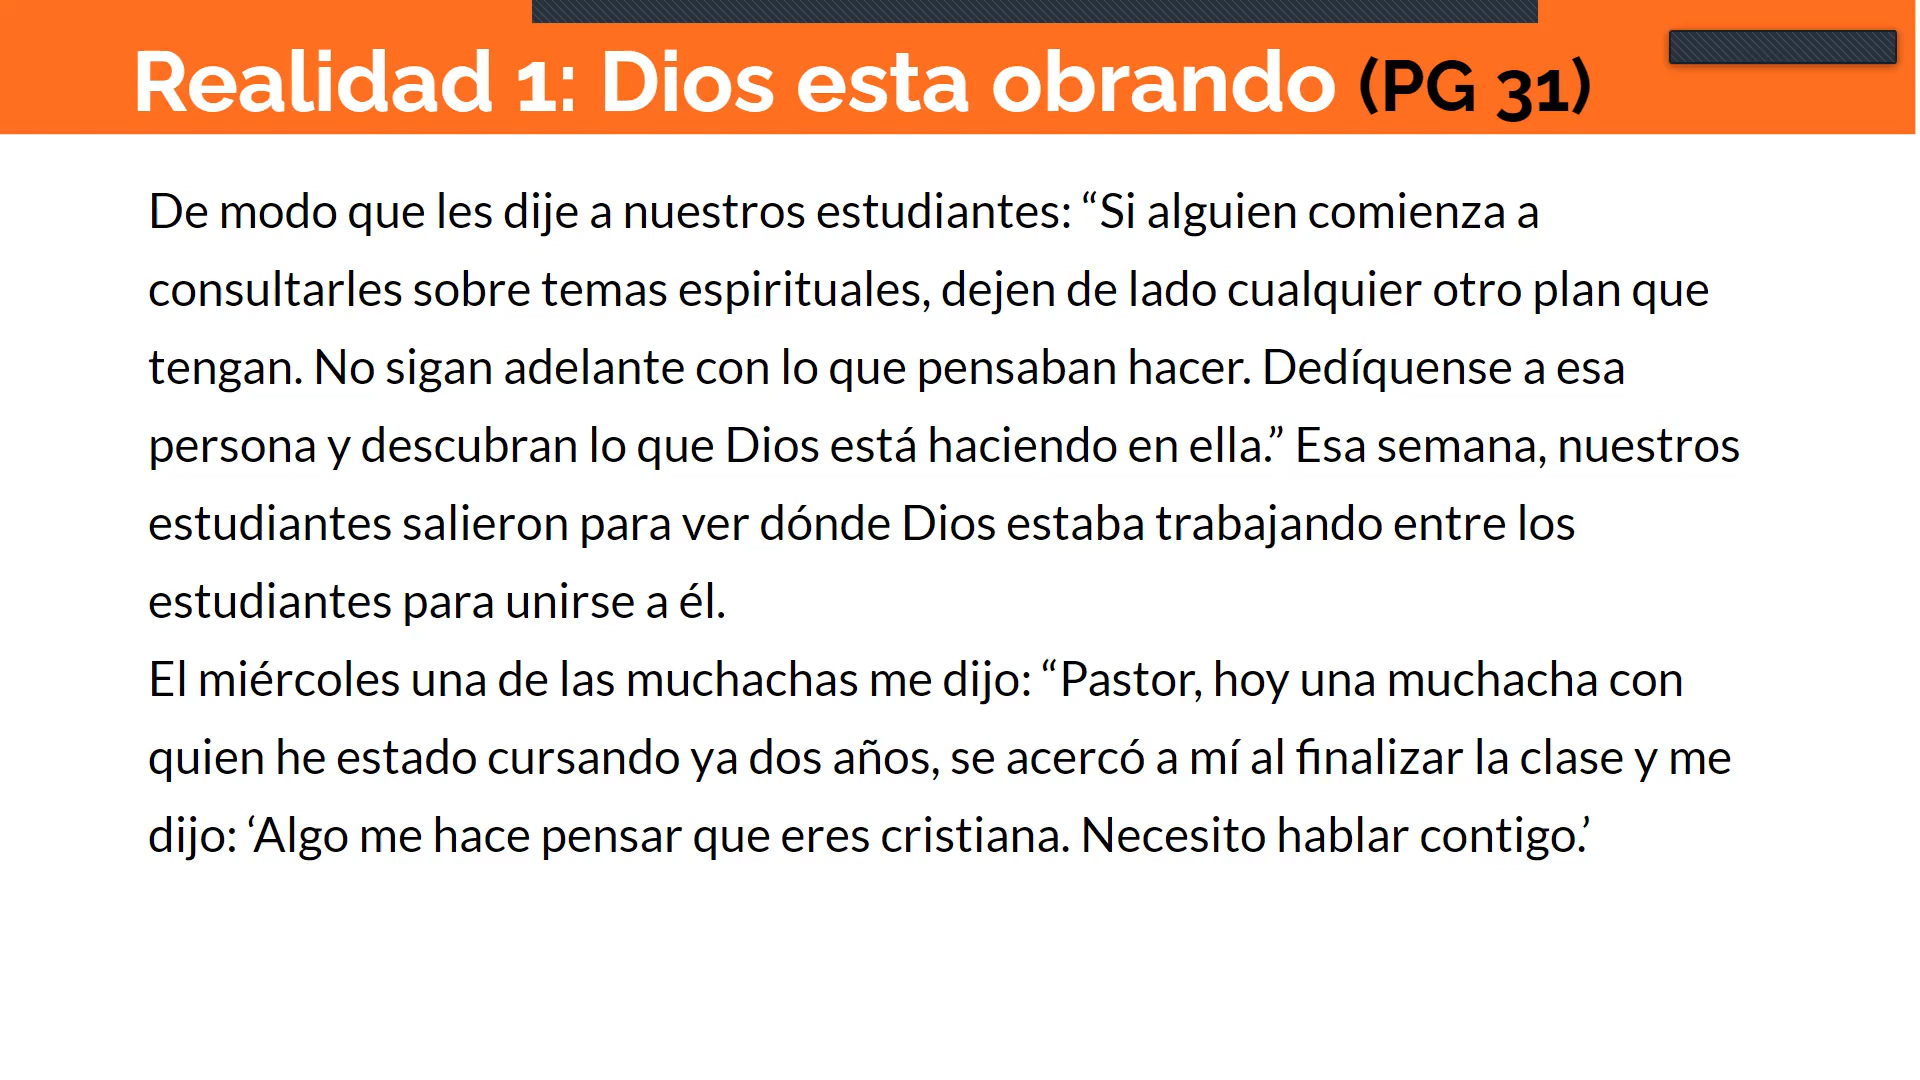 Realidad 1: Dios esta obrando (PG 31)
De modo que les dije a nuestros estudiantes: “Si alguien comienza a
consultarles sobre temas espirituales, dejen de lado cualquier otro plan que
tengan. No sigan adelante con lo que pensaban hacer. Dedíquense a esa
persona y descubran lo que Dios está haciendo en ella.” Esa semana, nuestros
estudiantes salieron para ver dónde Dios estaba trabajando entre los
estudiantes para unirse a él.
El miércoles una de las muchachas me dijo: “Pastor, hoy una muchacha con
quien he estado cursando ya dos años, se acercó a mí al finalizar la clase y me
dijo: ‘Algo me hace pensar que eres cristiana. Necesito hablar contigo.’